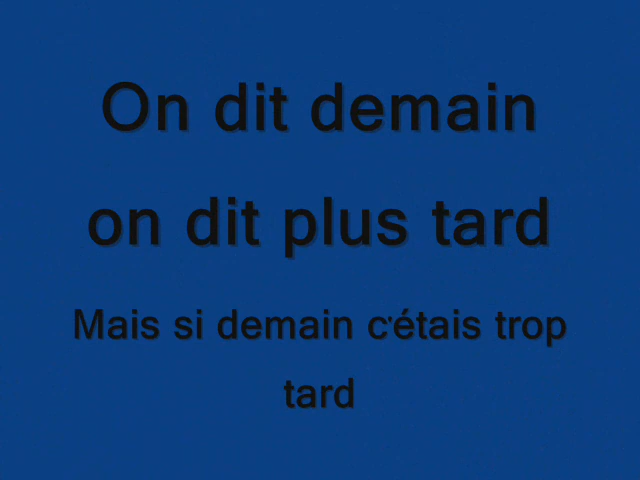 On dit demain
on dit plus tard
Mais si demain c'étais trop
tard